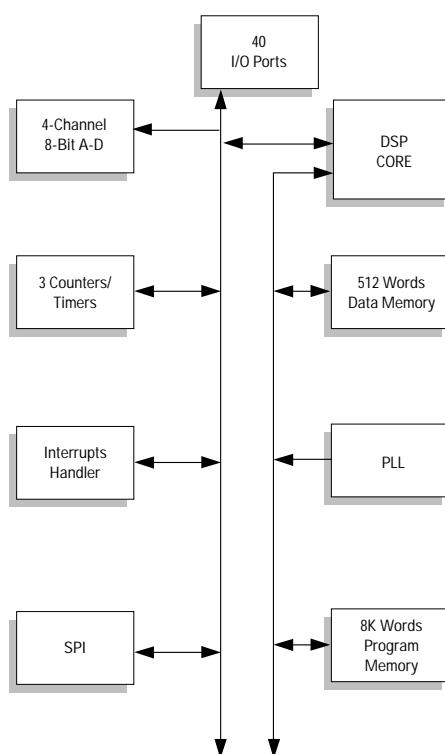 40
I/O Ports
4-Channel
8-Bit A-D
DSP
CORE
3 Counters/
Timers
512 Words
Data Memory
Interrupts
Handler
PLL
SPI
8K Words
Program
Memory